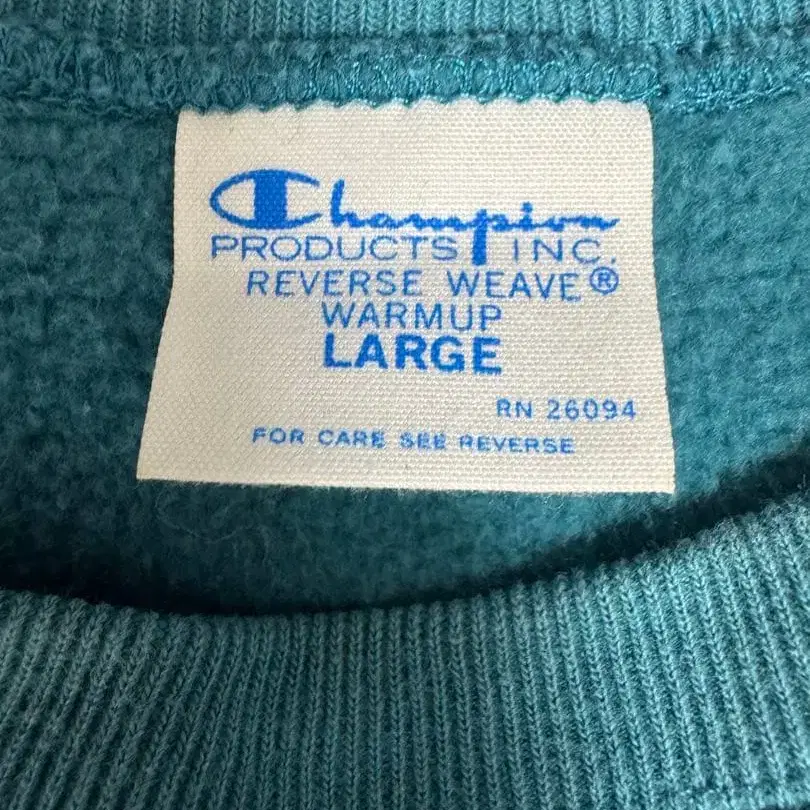 Champion
PRODUCTS INC.
REVERSE WEAVE®
WARMUP
LARGE
RN 26094
FOR CARE SEE REVERSE